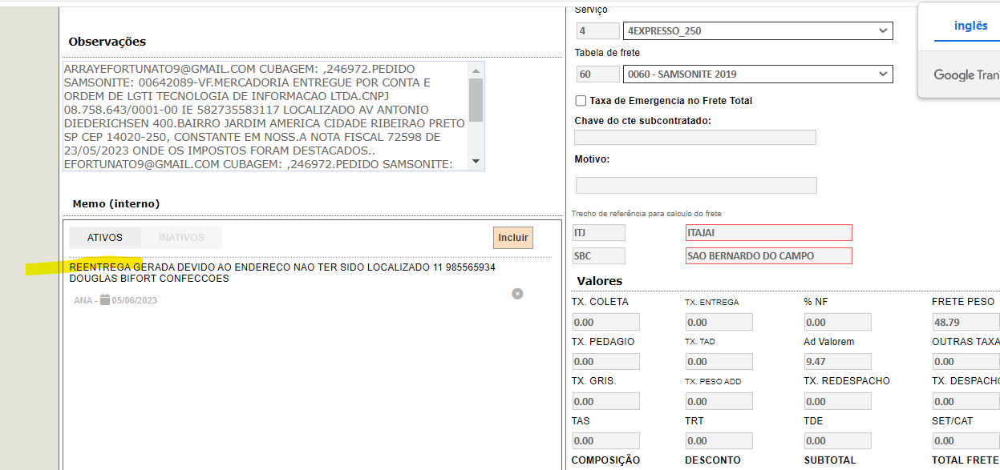 Observações
ARRAYEFORTUNATO9@GMAIL.COM CUBAGEM: ,246972.PEDIDO
SAMSONITE: 00642089-VF.MERCADORIA ENTREGUE POR CONTA E
ORDEM DE LGTI TECNOLOGIA DE INFORMACAO LTDA.CNPJ
08.758.643/0001-00 IE 582735583117 LOCALIZADO AV ANTONIO
DIEDERICHSEN 400.BAIRRO JARDIM AMERICA CIDADE RIBEIRAO PRETO
SP CEP 14020-250, CONSTANTE EM NOSS.A NOTA FISCAL 72598 DE
23/05/2023 ONDE OS IMPOSTOS FORAM DESTACADOS..
EFORTUNATO9@GMAIL.COM CUBAGEM: ,246972.PEDIDO SAMSONITE:
Memo (interno)
ATIVOS INATIVOS Incluir
REENTREGA GERADA DEVIDO AO ENDERECO NAO TER SIDO LOCALIZADO 11 985565934
DOUGLAS BIFORT CONFECCOES
ANA - 05/06/2023
Serviço
4 4EXPRESSO_250
Tabela de frete
60 0060 - SAMSONITE 2019
Taxa de Emergencia no Frete Total
Chave do cte subcontratado:
Motivo:
Trecho de referência para calculo do frete
ITJ ITAJAI
SBC SAO BERNARDO DO CAMPO
Valores
TX. COLETA TX. ENTREGA % NF FRETE PESO
0.00 0.00 0.00 48.79
TX. PEDAGIO TX. TAD Ad Valorem OUTRAS TAXA
0.00 0.00 9.47 0.00
TX. GRIS. TX. PESO ADD TX. REDESPACHO TX. DESPACHO
0.00 0.00 0.00 0.00
TAS TRT TDE SET/CAT
0.00 0.00 0.00 0.00
COMPOSIÇÃO DESCONTO SUBTOTAL TOTAL FRETE
inglês
Google Tran